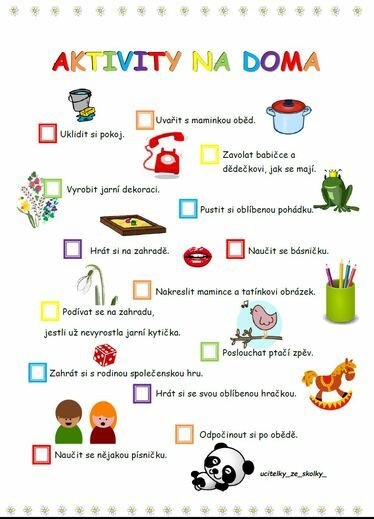 AKTIVITY NA DOMA
Uvařit s maminkou oběd.
Uklidit si pokoj.
Zavolat babičce a
dědečkovi, jak se mají.
Vyrobit jarní dekoraci.
Pustit si oblíbenou pohádku.
Hrát si na zahradě.
Naučit se básničku.
Nakreslit mamince a tatínkovi obrázek.
Podívat se na zahradu,
jestli už nevyrostla jarní kytička.
Poslouchat ptačí zpěv.
Zahrát si s rodinou společenskou hru.
Hrát si se svou oblíbenou hračkou.
Odpočinout si po obědě.
Naučit se nějakou písničku.
ucitelky_ze_skolky_